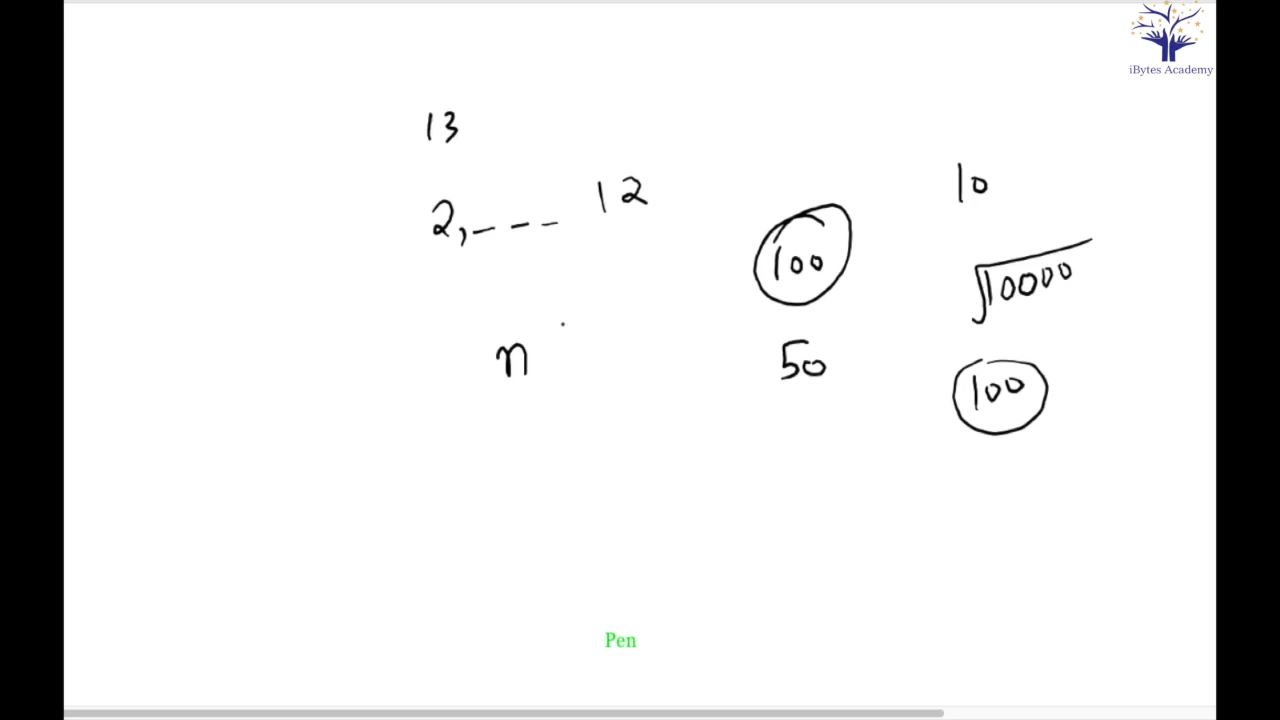 iBytes Academy
13
2, - - - 12
n
100
50
10
√10000
100
Pen